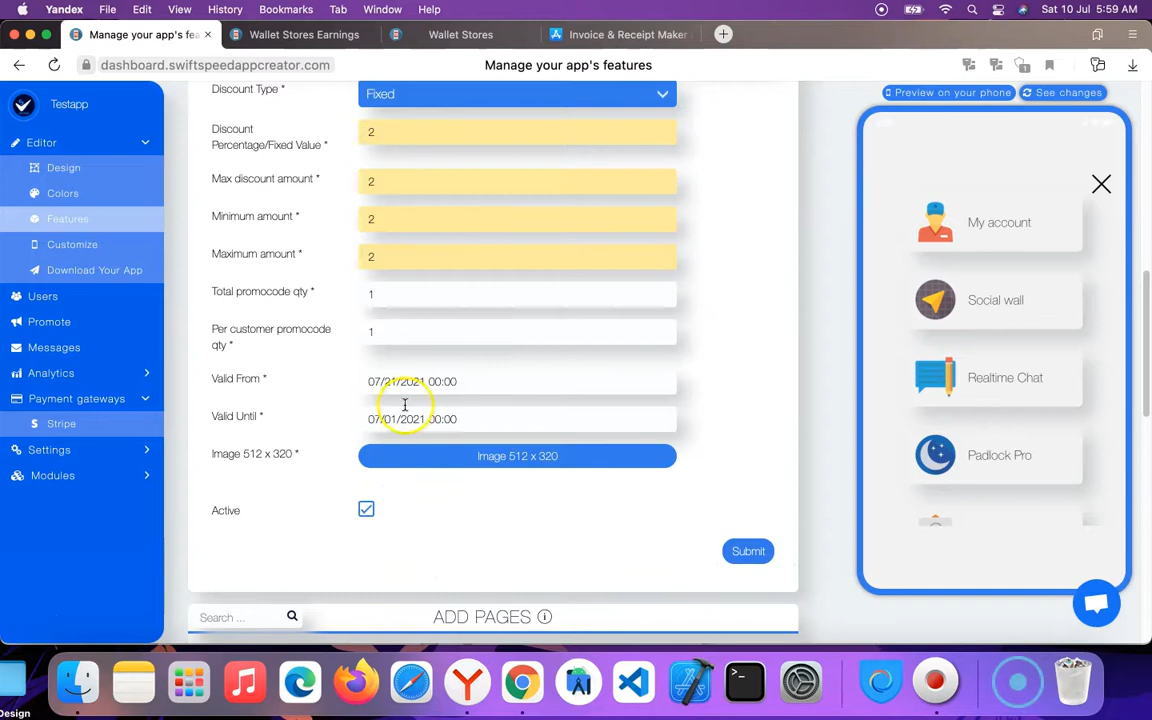 Yandex File Edit View History Bookmarks Tab Window Help Sat 10 Jul 5:59 AM
Manage your app's fea × Wallet Stores Earnings Wallet Stores Invoice & Receipt Maker
dashboard.swiftspeedappcreator.com Manage your app's features
Testapp
Editor
Design
Colors
Features
Customize
Download Your App
Users
Promote
Messages
Analytics
Payment gateways
Stripe
Settings
Modules
Discount Type * Fixed
Discount
Percentage/Fixed Value * 2
Max discount amount * 2
Minimum amount * 2
Maximum amount * 2
Total promocode qty * 1
Per customer promocode
qty * 1
Valid From * 07/21/2021 00:00
Valid Until * 07/01/2021 00:00
Image 512 x 320 * Image 512 x 320
Active
Submit
Search ... ADD PAGES
Preview on your phone See changes
My account
Social wall
Realtime Chat
Padlock Pro
Design